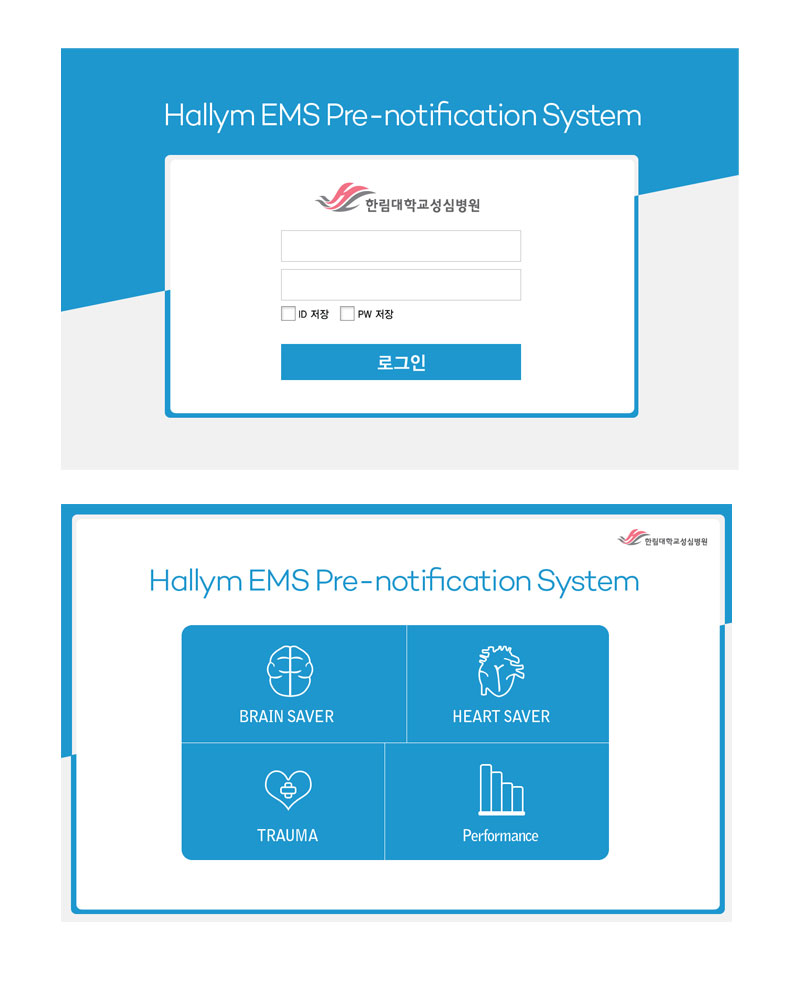 Hallym EMS Pre-notification System
한림대학교성심병원
ID 저장 PW 저장
로그인
한림대학교성심병원
Hallym EMS Pre-notification System
BRAIN SAVER
HEART SAVER
TRAUMA
Performance